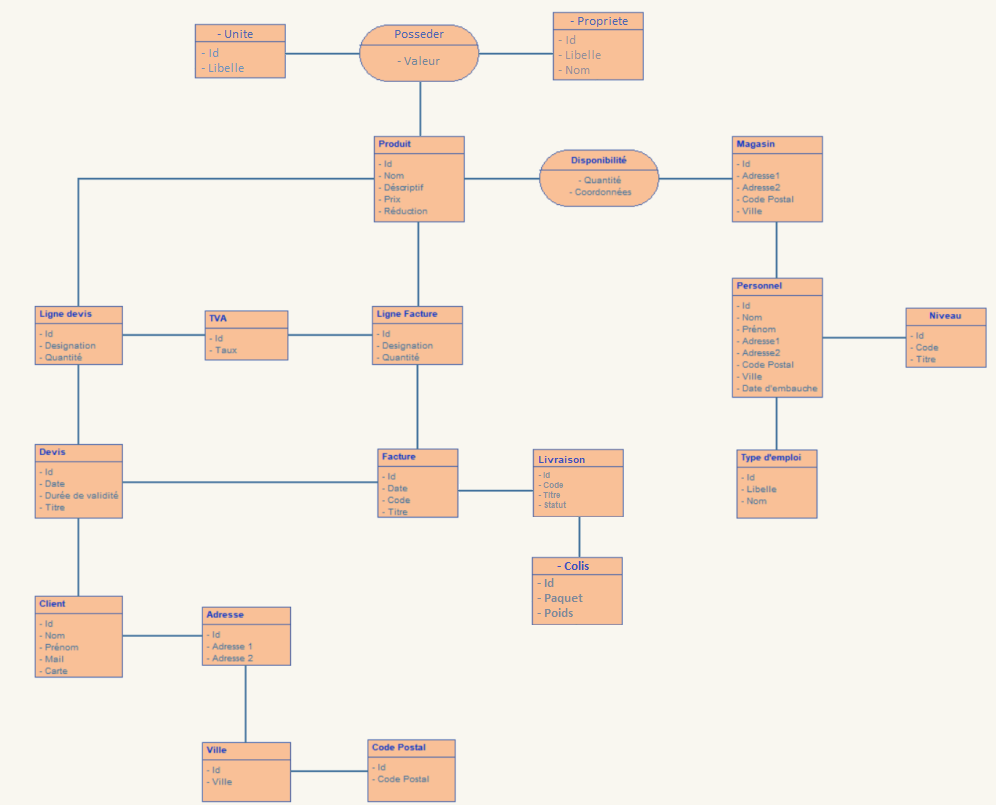 - Unite
- Id
- Libelle
Posseder
- Valeur
- Propriete
- Id
- Libelle
- Nom
Produit
- Id
- Nom
- Déscriptif
- Prix
- Réduction
Disponibilité
- Quantité
- Coordonnées
Magasin
- Id
- Adresse1
- Adresse2
- Code Postal
- Ville
Ligne devis
- Id
- Designation
- Quantité
TVA
- Id
- Taux
Ligne Facture
- Id
- Designation
- Quantité
Personnel
- Id
- Nom
- Prénom
- Adresse1
- Adresse2
- Code Postal
- Ville
- Date d'embauche
Niveau
- Id
- Code
- Titre
Devis
- Id
- Date
- Durée de validité
- Titre
Facture
- Id
- Date
- Code
- Titre
Livraison
- Id
- Code
- Titre
- Statut
Type d'emploi
- Id
- Libelle
- Nom
- Colis
- Id
- Paquet
- Poids
Client
- Id
- Nom
- Prénom
- Mail
- Carte
Adresse
- Id
- Adresse 1
- Adresse 2
Ville
- Id
- Ville
Code Postal
- Id
- Code Postal